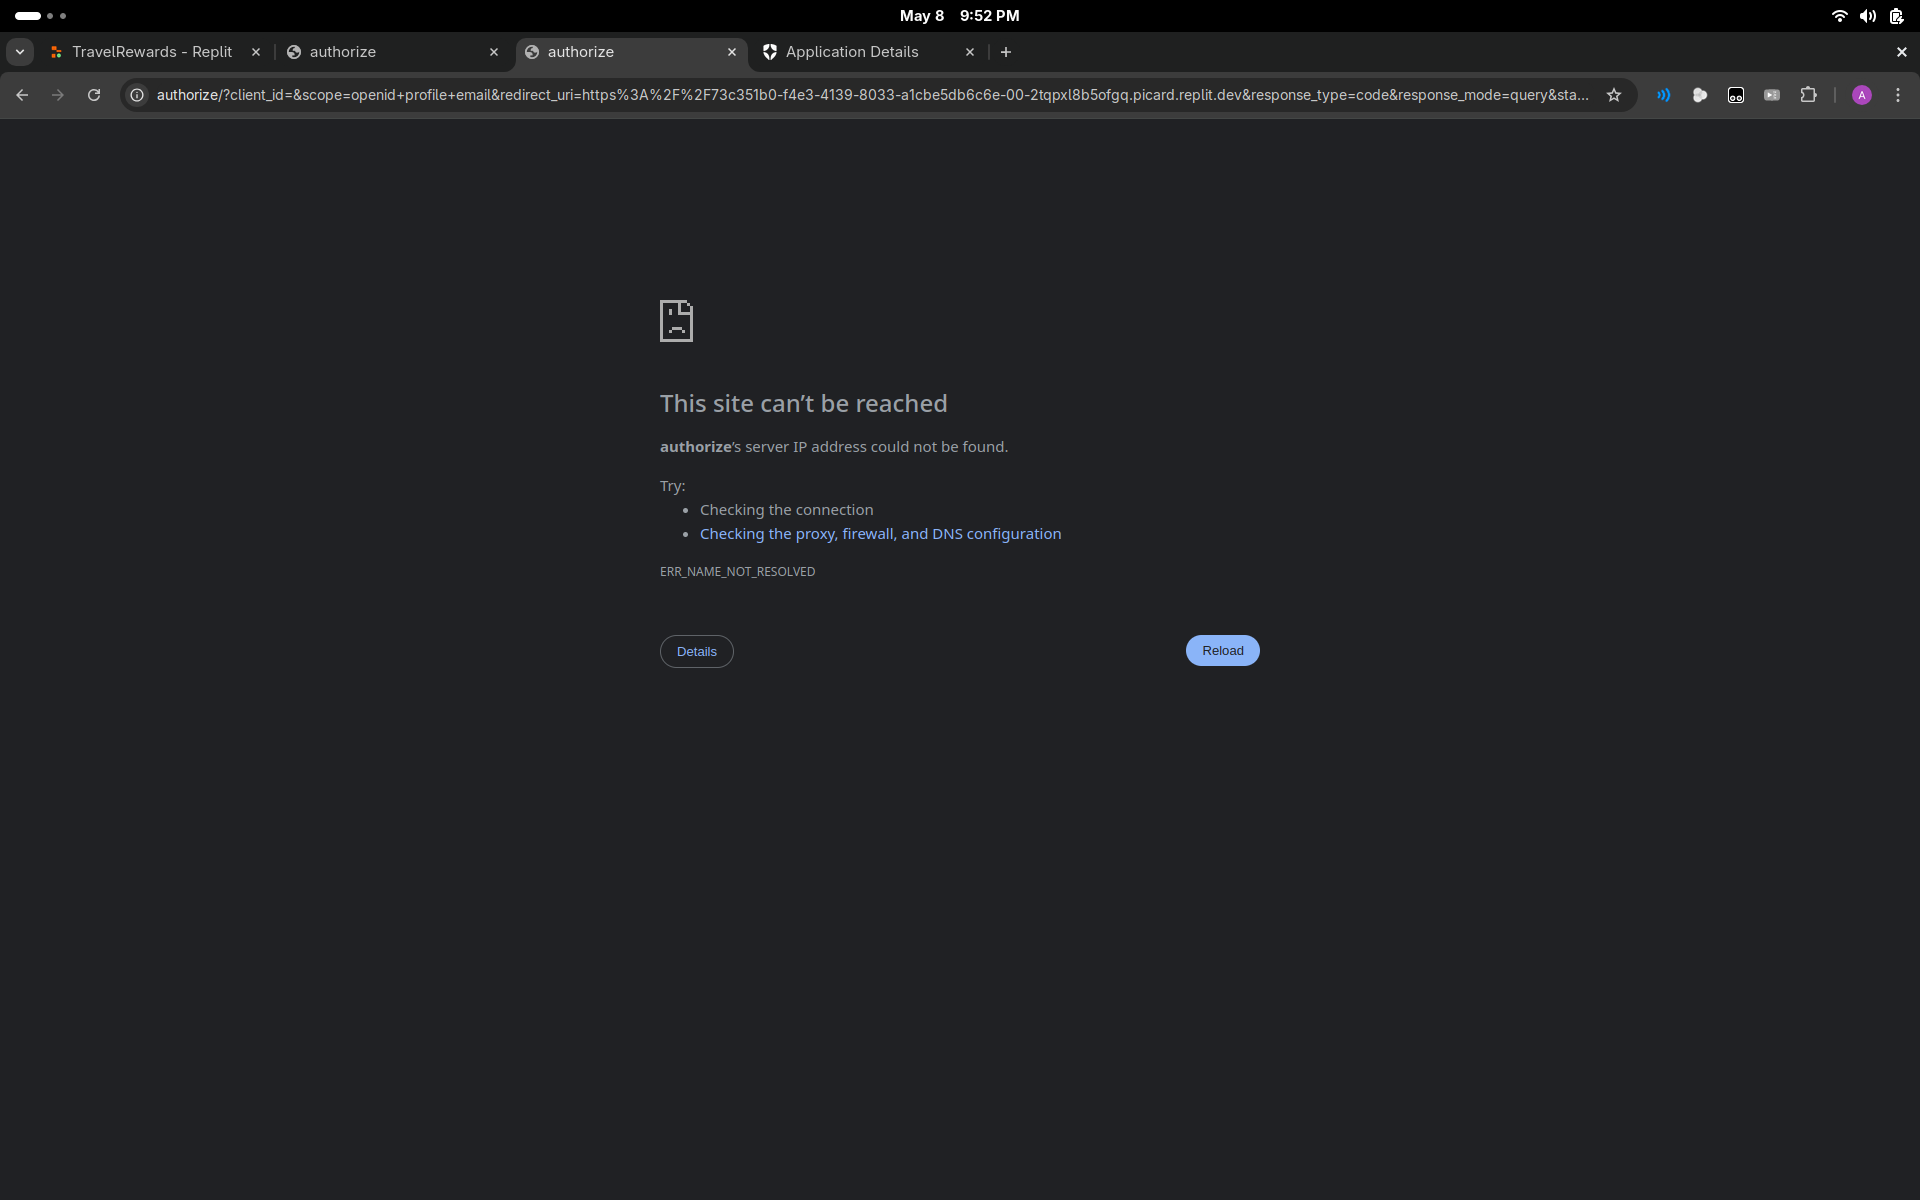 May 8 9:52 PM
TravelRewards - Replit
authorize
authorize
Application Details
authorize/?client_id=&scope=openid+profile+email&redirect_uri=https%3A%2F%2F73c351b0-f4e3-4139-8033-a1cbe5db6c6e-00-2tqpxl8b5ofgq.picard.replit.dev&response_type=code&response_mode=query&sta...
A
This site can’t be reached
authorize’s server IP address could not be found.
Try:
• Checking the connection
• Checking the proxy, firewall, and DNS configuration
ERR_NAME_NOT_RESOLVED
Details
Reload